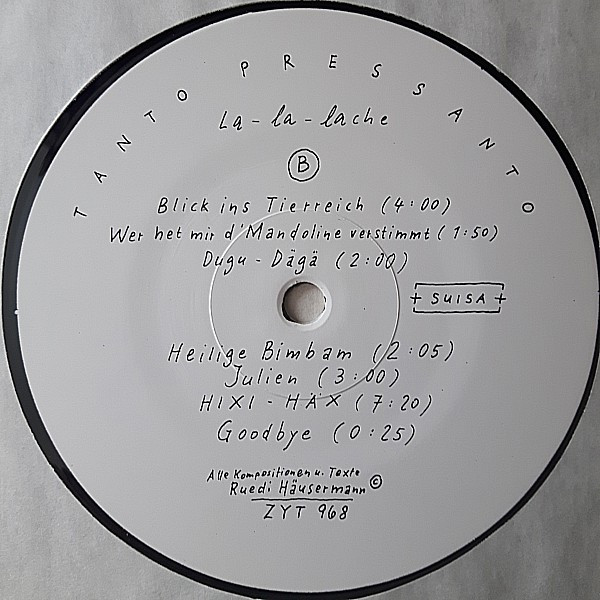 TANTO PRESSANTO
La-la-lache
B
Blick ins Tierreich (4:00)
Wer het mir d'Mandoline verstimmt (1:50)
Dugu-Dägä (2:00)
+ SUISA +
Heilige Bimbam (2:05)
Julien (3:00)
HIXI-HÄX (7:20)
Goodbye (0:25)
Alle Kompositionen u. Texte
Ruedi Häusermann ©
ZYT 968